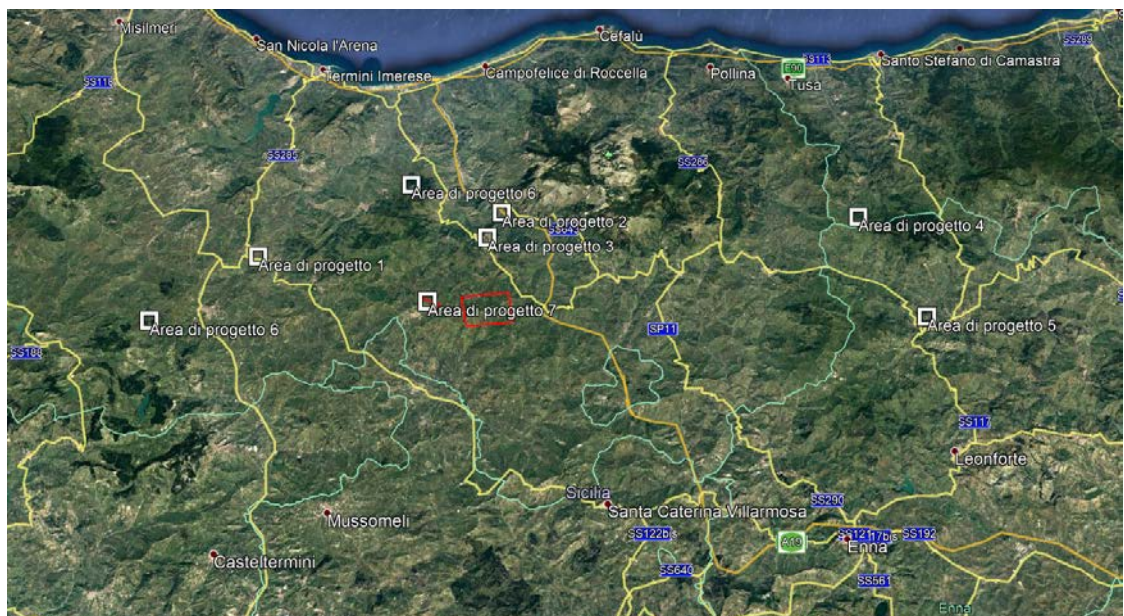 Misilmeri
San Nicola l'Arena
Termini Imerese
Campofelice di Roccella
Cefalù
Pollina
E90
SS113
Tusa
Santo Stefano di Camastra
SS289
SS285
SS286
Area di progetto 6
Area di progetto 2
Area di progetto 3
Area di progetto 4
Area di progetto 1
Area di progetto 7
Area di progetto 6
Area di progetto 5
SS188
SP11
SS117
Leonforte
Sicilia
Santa Caterina Villarmosa
Mussomeli
SS290
SS122b
A19
SS121
17b
SS192
Enna
Casteltermini
SS640
SS561
Enna